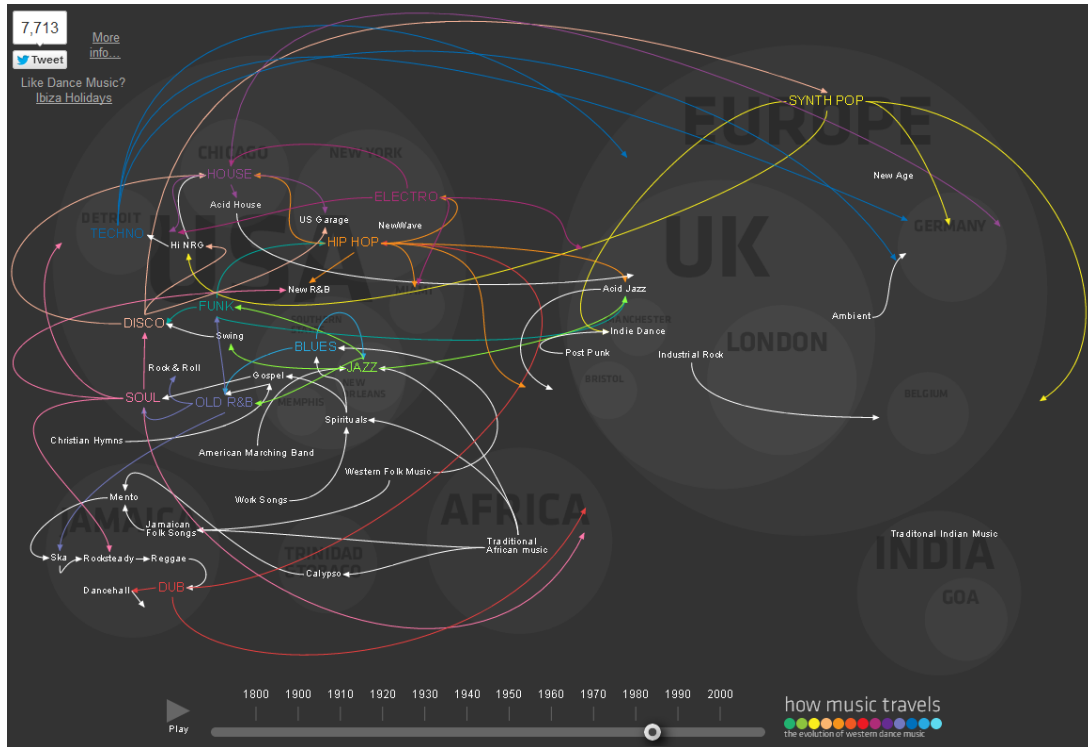 7,713
Tweet
More
info...
Like Dance Music?
Ibiza Holidays
SYNTH POP
EUROPE
CHICAGO
NEW YORK
HOUSE
New Age
ELECTRO
Acid House
DETROIT
US Garage
NewWave
GERMANY
TECHNO
USA
Hi NRG
HIP HOP
UK
New R&B
Acid Jazz
FUNK
Ambient
DISCO
MANCHESTER
Indie Dance
Swing
BLUES
LONDON
Post Punk
Industrial Rock
Rock & Roll
JAZZ
Gospel
NEW
ORLEANS
BRISTOL
BELGIUM
SOUL
OLD R&B
MEMPHIS
Spirituals
Christian Hymns
American Marching Band
Western Folk Music
Mento
Work Songs
AFRICA
JAMAICA
Jamaican
Folk Songs
Traditional
African music
Traditonal Indian Music
INDIA
TRINIDAD
TOBAGO
Ska
Rocksteady
Reggae
Calypso
Dancehall
DUB
GOA
1800
1900
1910
1920
1930
1940
1950
1960
1970
1980
1990
2000
Play
how music travels
the evolution of western dance music